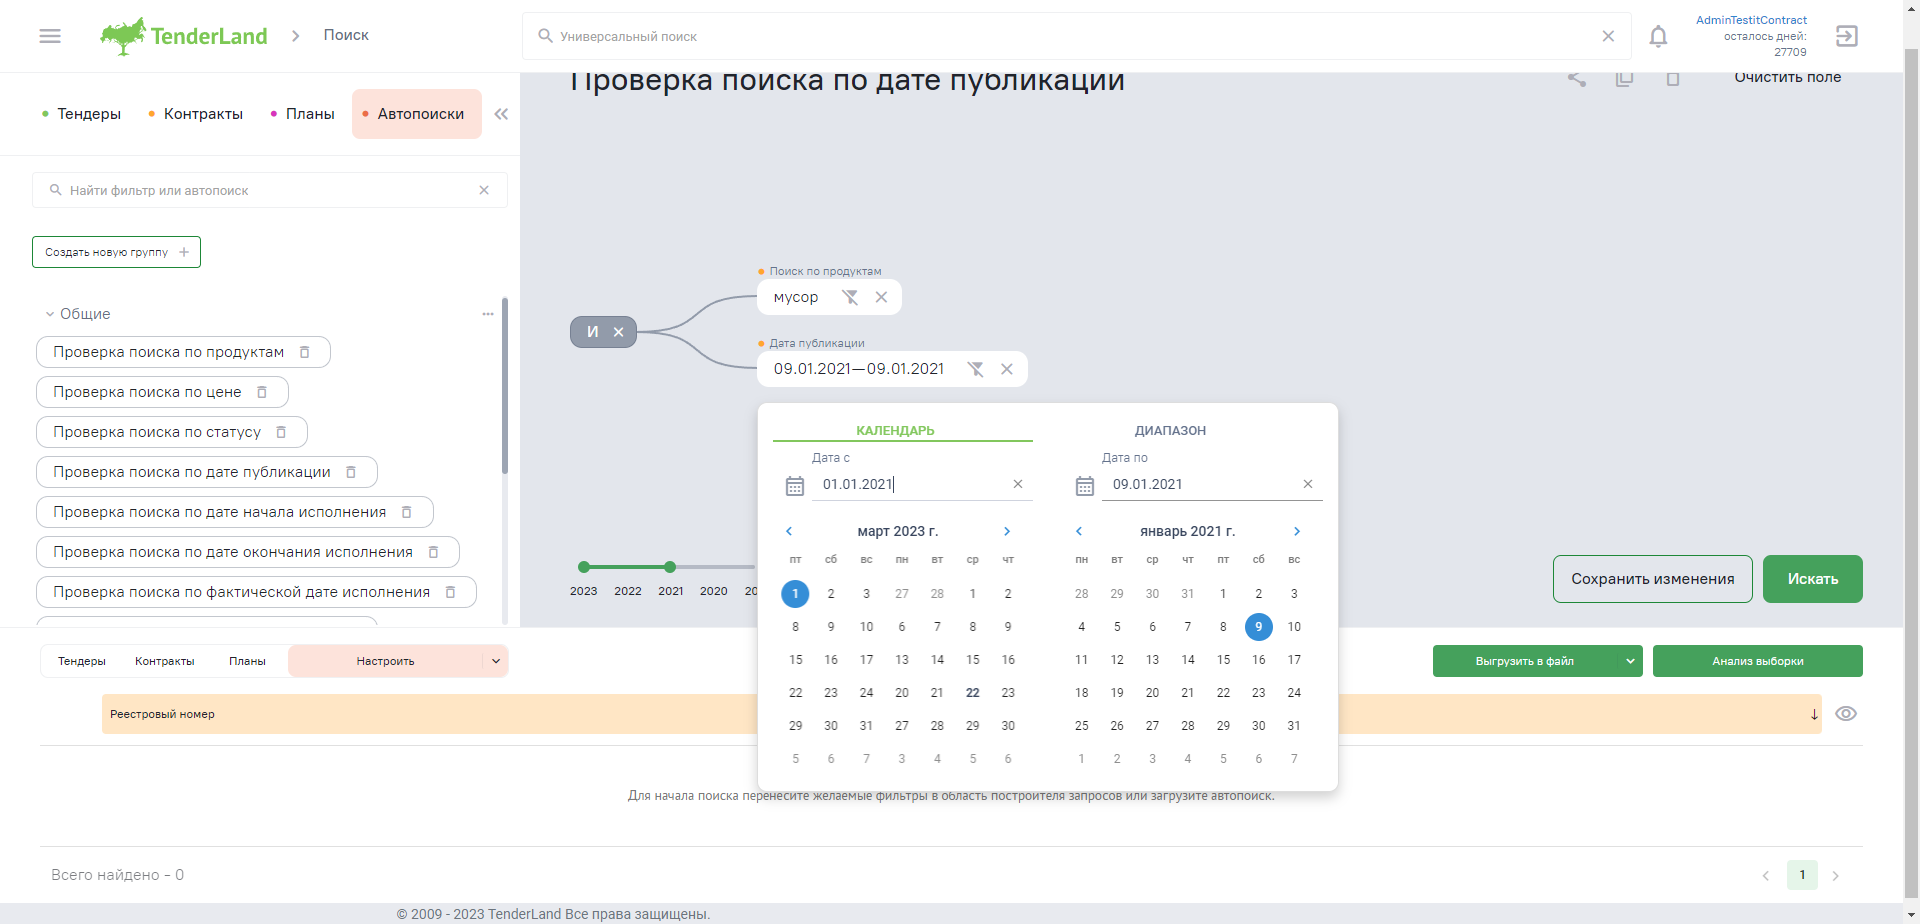 TenderLand
Поиск
Универсальный поиск
AdminTestitContract
осталось дней:
27709
Тендеры
Контракты
Планы
Автопоиски
Проверка поиска по дате публикации
Очистить поле
Найти фильтр или автопоиск
Создать новую группу
Общие
Проверка поиска по продуктам
Проверка поиска по цене
Проверка поиска по статусу
Проверка поиска по дате публикации
Проверка поиска по дате начала исполнения
Проверка поиска по дате окончания исполнения
Проверка поиска по фактической дате исполнения
Поиск по продуктам
мусор
И
Дата публикации
09.01.2021—09.01.2021
КАЛЕНДАРЬ
ДИАПАЗОН
Дата с
01.01.2021
Дата по
09.01.2021
март 2023 г.
пт сб вс пн вт ср чт
1 2 3 27 28 1 2
8 9 10 6 7 8 9
15 16 17 13 14 15 16
22 23 24 20 21 22 23
29 30 31 27 28 29 30
5 6 7 3 4 5 6
январь 2021 г.
пн вт ср чт пт сб вс
28 29 30 31 1 2 3
4 5 6 7 8 9 10
11 12 13 14 15 16 17
18 19 20 21 22 23 24
25 26 27 28 29 30 31
1 2 3 4 5 6 7
2023 2022 2021 2020 20
Сохранить изменения
Искать
Тендеры
Контракты
Планы
Настроить
Выгрузить в файл
Анализ выборки
Реестровый номер
Для начала поиска перенесите желаемые фильтры в область построителя запросов или загрузите автопоиск.
Всего найдено - 0
1
© 2009 - 2023 TenderLand Все права защищены.